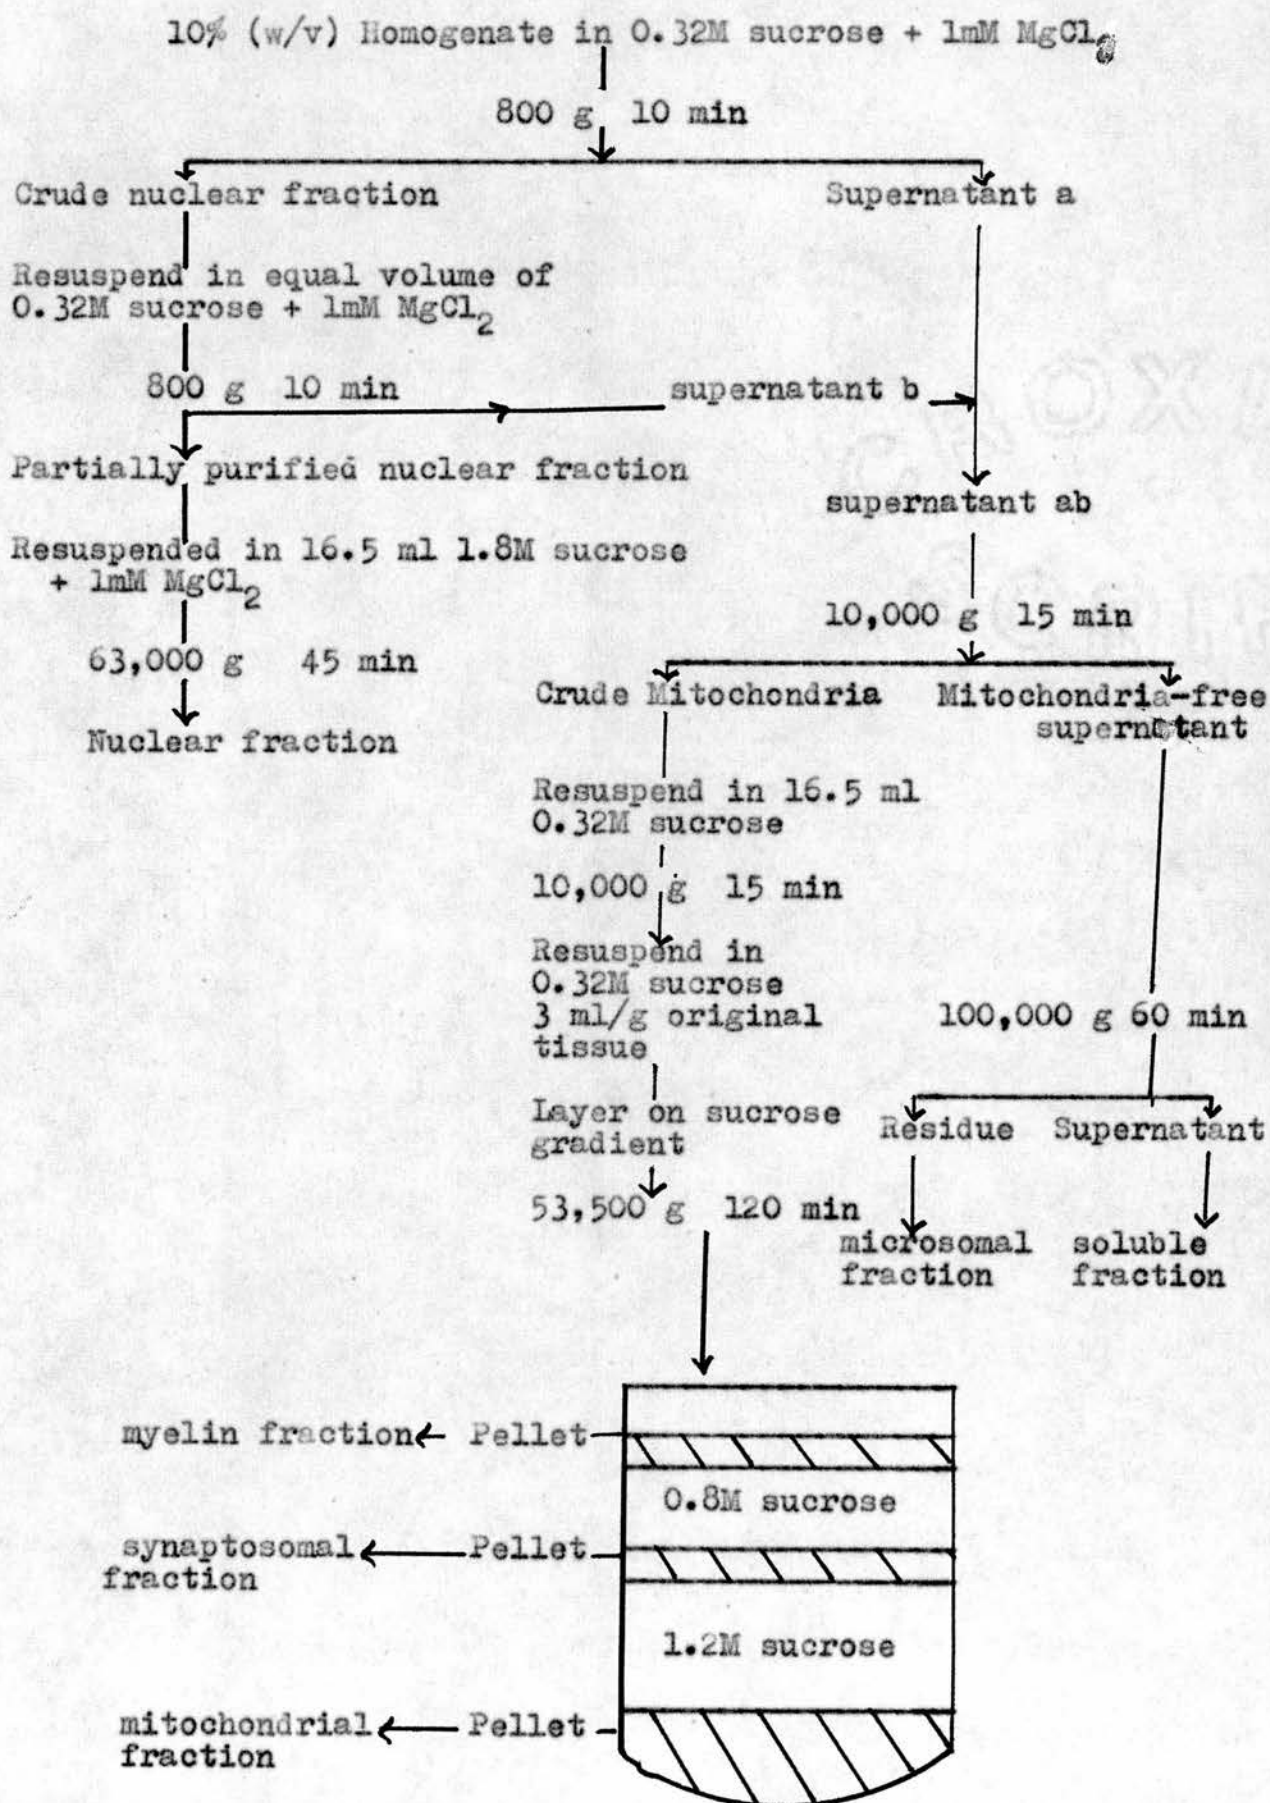 10% (w/v) Homogenate in 0.32M sucrose + 1mM MgCl2
800 g 10 min
Crude nuclear fraction
Supernatant a
Resuspend in equal volume of
0.32M sucrose + 1mM MgCl2
800 g 10 min
supernatant b
Partially purified nuclear fraction
supernatant ab
Resuspended in 16.5 ml 1.8M sucrose
+ 1mM MgCl2
10,000 g 15 min
63,000 g 45 min
Nuclear fraction
Crude Mitochondria
Mitochondria-free
supernatant
Resuspend in 16.5 ml
0.32M sucrose
10,000 g 15 min
Resuspend in
0.32M sucrose
3 ml/g original
tissue
100,000 g 60 min
Layer on sucrose
gradient
Residue
Supernatant
53,500 g 120 min
microsomal
fraction
soluble
fraction
myelin fraction
Pellet
0.8M sucrose
synaptosomal
fraction
Pellet
1.2M sucrose
mitochondrial
fraction
Pellet